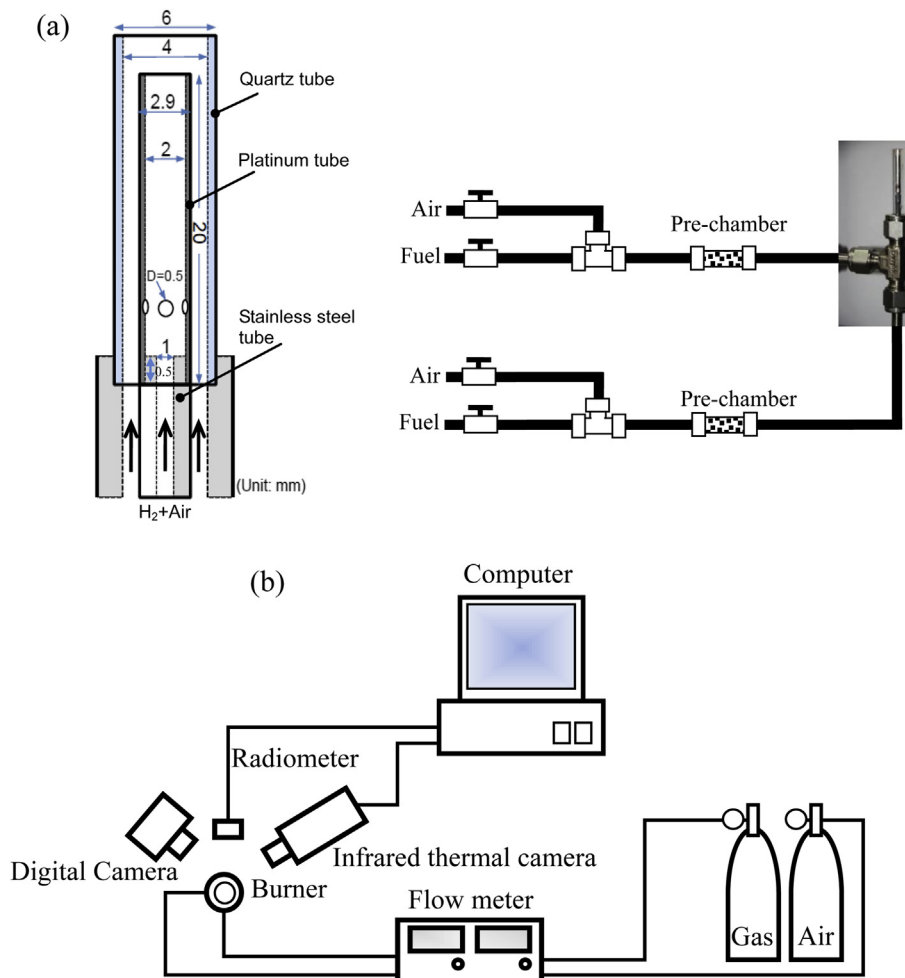 (a)
6
4
2.9
2
20
D=0.5
1
0.5
Quartz tube
Platinum tube
Stainless steel
tube
(Unit: mm)
H₂+Air
Air
Fuel
Pre-chamber
Air
Fuel
Pre-chamber
(b)
Computer
Radiometer
Digital Camera
Infrared thermal camera
Burner
Flow meter
Gas
Air